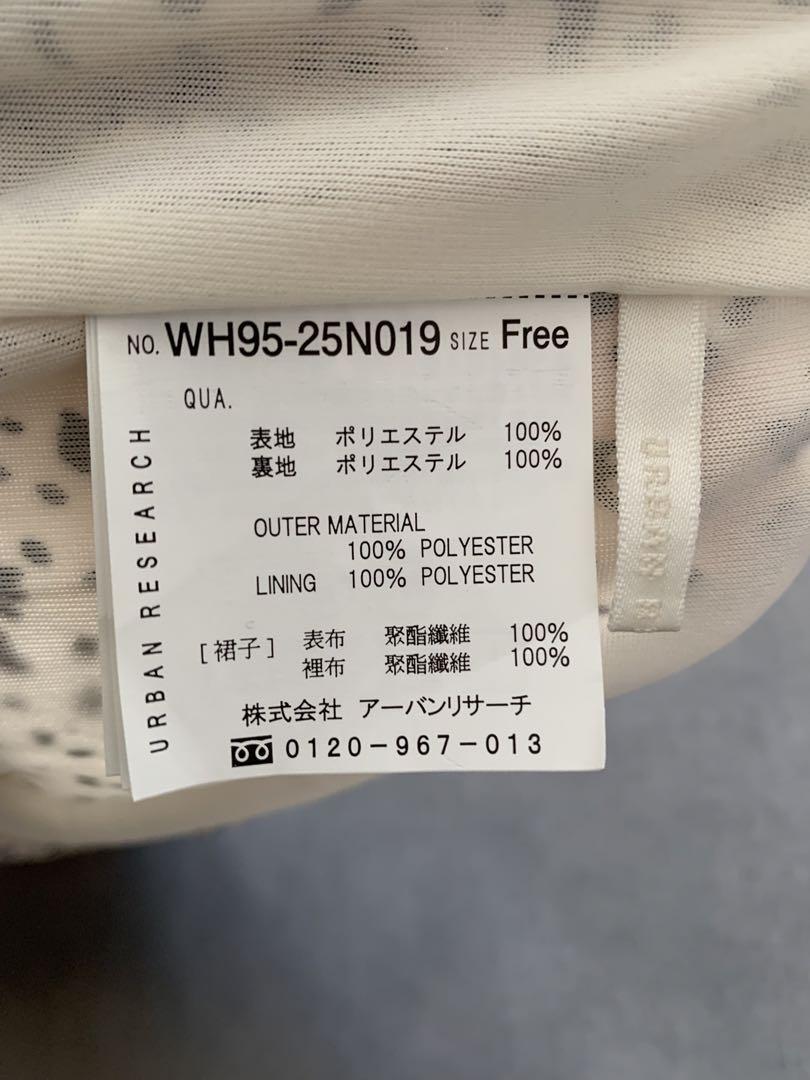 NO. WH95-25N019 SIZE Free
QUA.
表地 ポリエステル 100%
裏地 ポリエステル 100%
OUTER MATERIAL
100% POLYESTER
LINING 100% POLYESTER
[裙子] 表布 聚酯纖維 100%
裡布 聚酯纖維 100%
株式会社 アーバンリサーチ
0120-967-013
URBAN RESEARCH
URBAN R